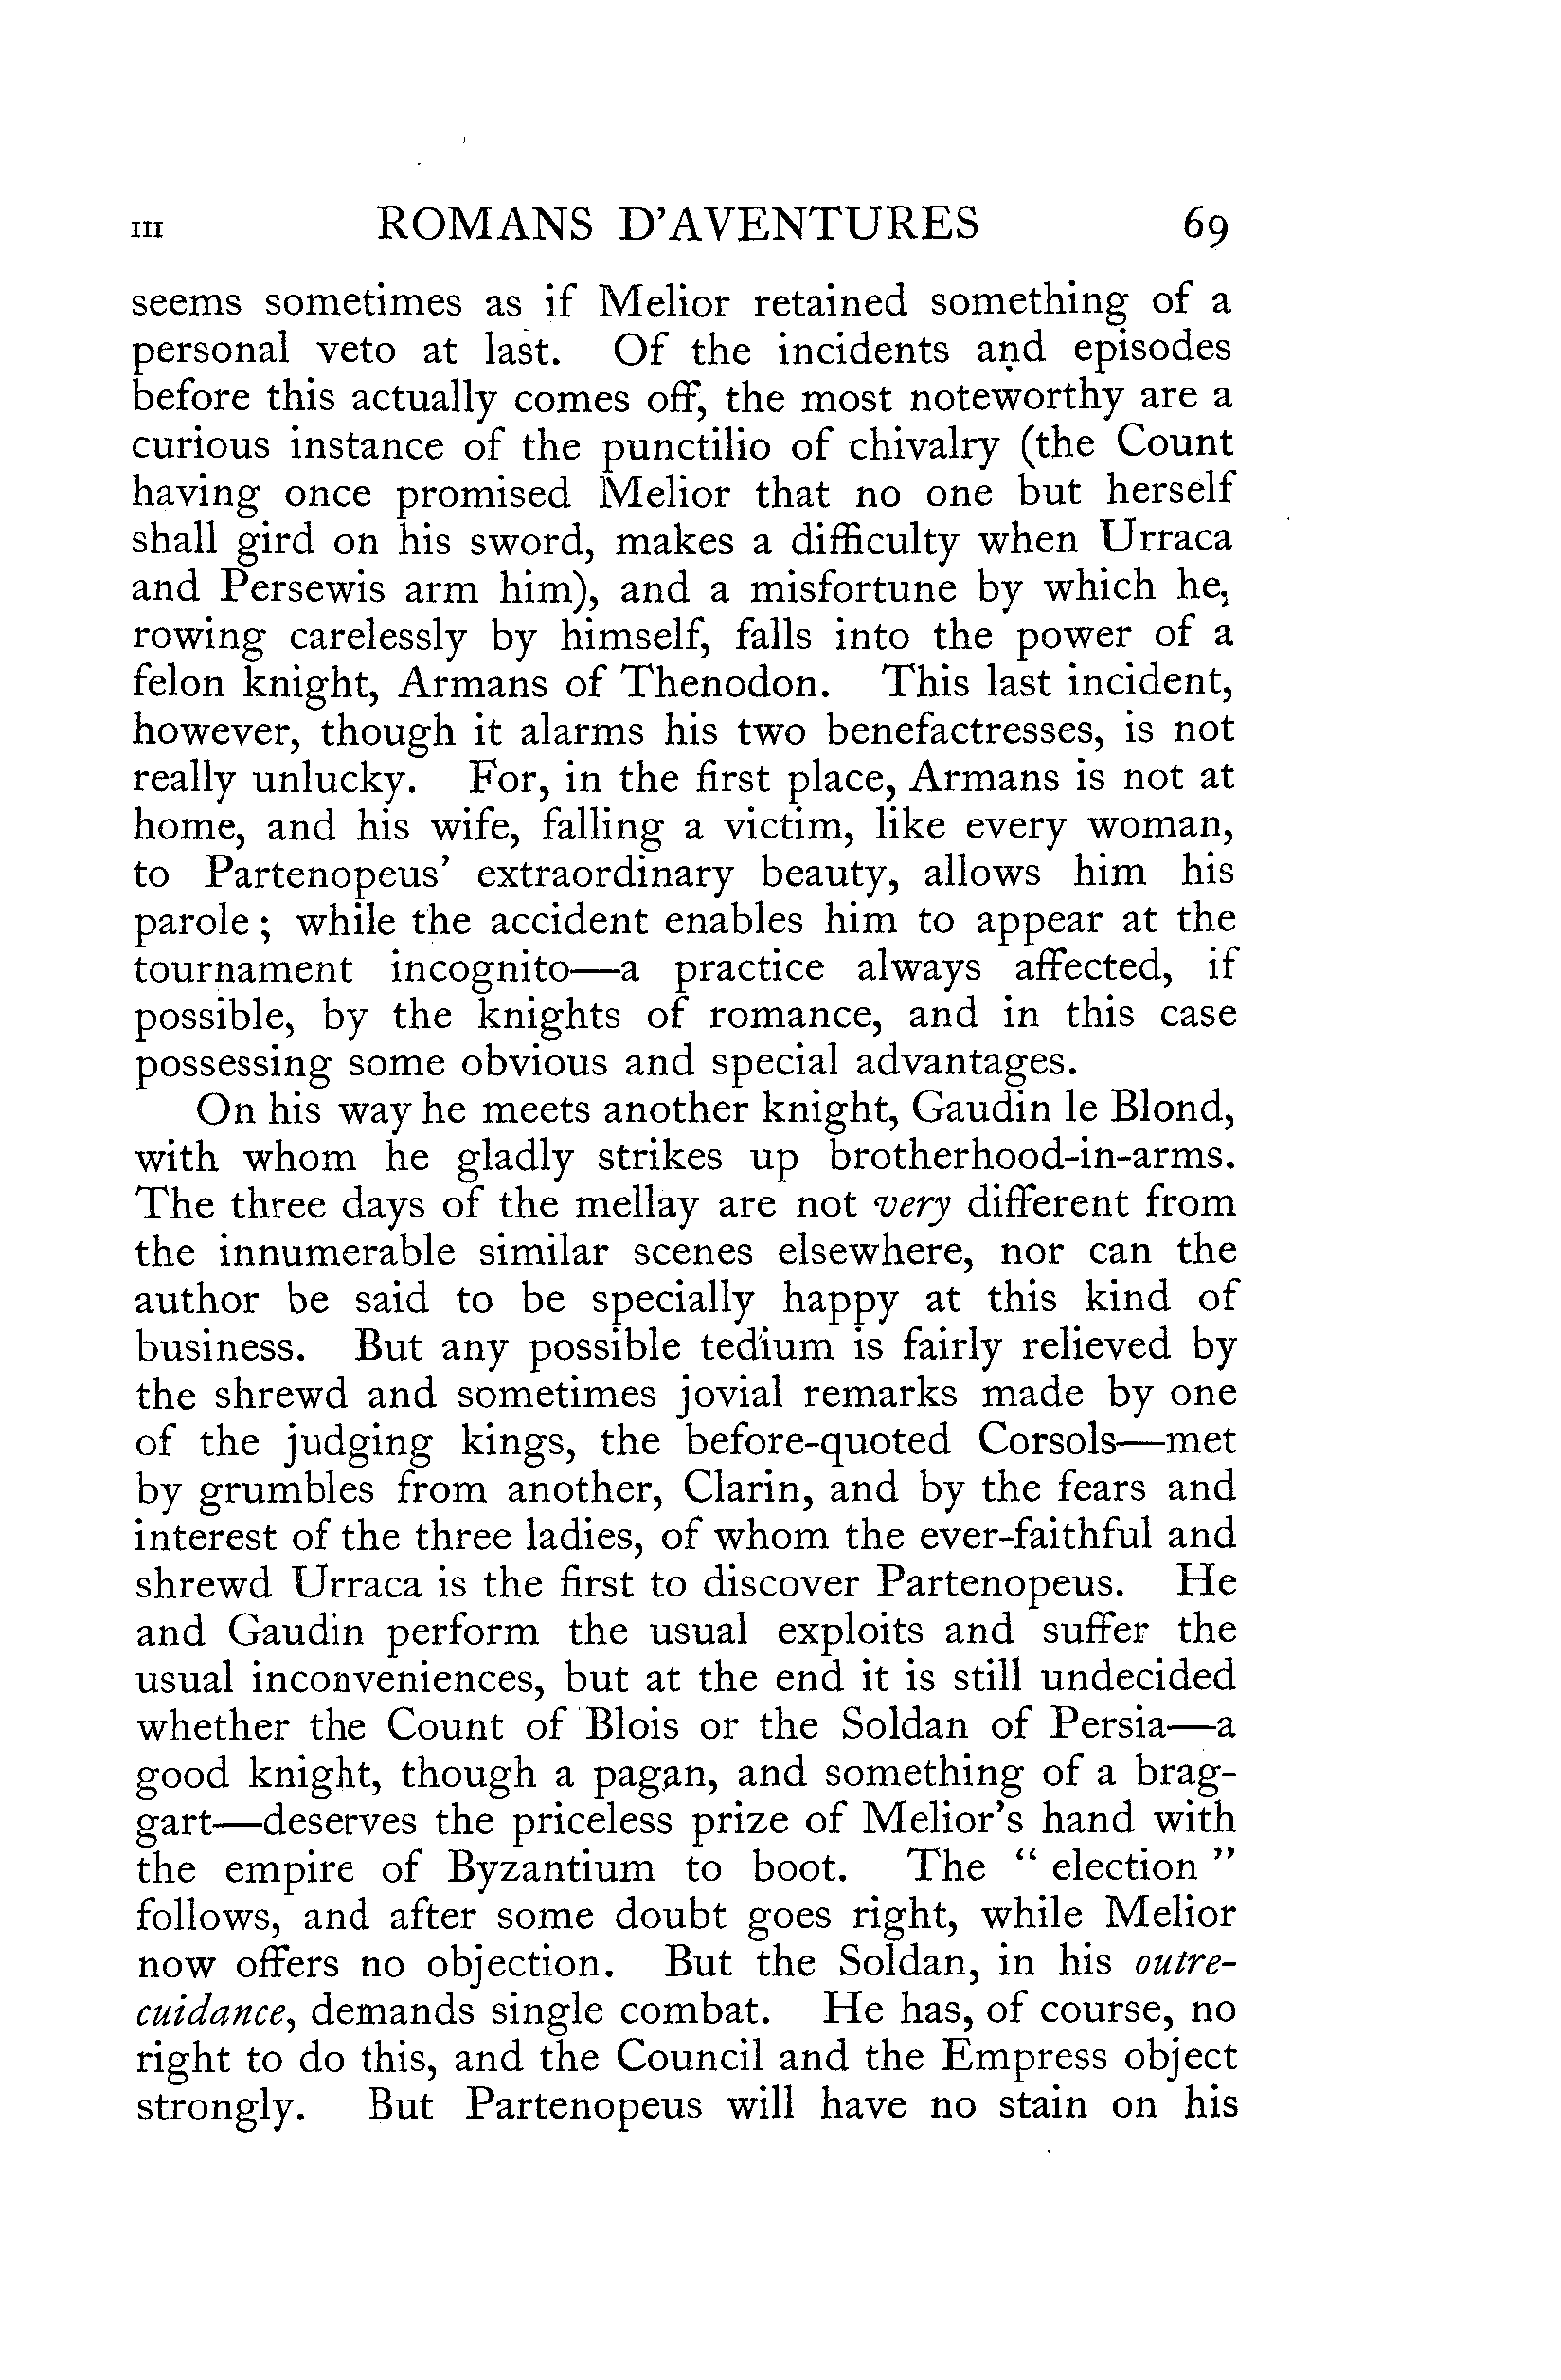 III ROMANS D'AVENTURES 69
seems sometimes as if Melior retained something of a
personal veto at last. Of the incidents and episodes
before this actually comes off, the most noteworthy are a
curious instance of the punctilio of chivalry (the Count
having once promised Melior that no one but herself
shall gird on his sword, makes a difficulty when Urraca
and Persewis arm him), and a misfortune by which he,
rowing carelessly by himself, falls into the power of a
felon knight, Armans of Thenodon. This last incident,
however, though it alarms his two benefactresses, is not
really unlucky. For, in the first place, Armans is not at
home, and his wife, falling a victim, like every woman,
to Partenopeus' extraordinary beauty, allows him his
parole; while the accident enables him to appear at the
tournament incognito—a practice always affected, if
possible, by the knights of romance, and in this case
possessing some obvious and special advantages.
On his way he meets another knight, Gaudin le Blond,
with whom he gladly strikes up brotherhood-in-arms.
The three days of the mellay are not very different from
the innumerable similar scenes elsewhere, nor can the
author be said to be specially happy at this kind of
business. But any possible tedium is fairly relieved by
the shrewd and sometimes jovial remarks made by one
of the judging kings, the before-quoted Corsols—met
by grumbles from another, Clarin, and by the fears and
interest of the three ladies, of whom the ever-faithful and
shrewd Urraca is the first to discover Partenopeus. He
and Gaudin perform the usual exploits and suffer the
usual inconveniences, but at the end it is still undecided
whether the Count of Blois or the Soldan of Persia—a
good knight, though a pagan, and something of a brag-
gart—deserves the priceless prize of Melior's hand with
the empire of Byzantium to boot. The "election"
follows, and after some doubt goes right, while Melior
now offers no objection. But the Soldan, in his outre-
cuidance, demands single combat. He has, of course, no
right to do this, and the Council and the Empress object
strongly. But Partenopeus will have no stain on his